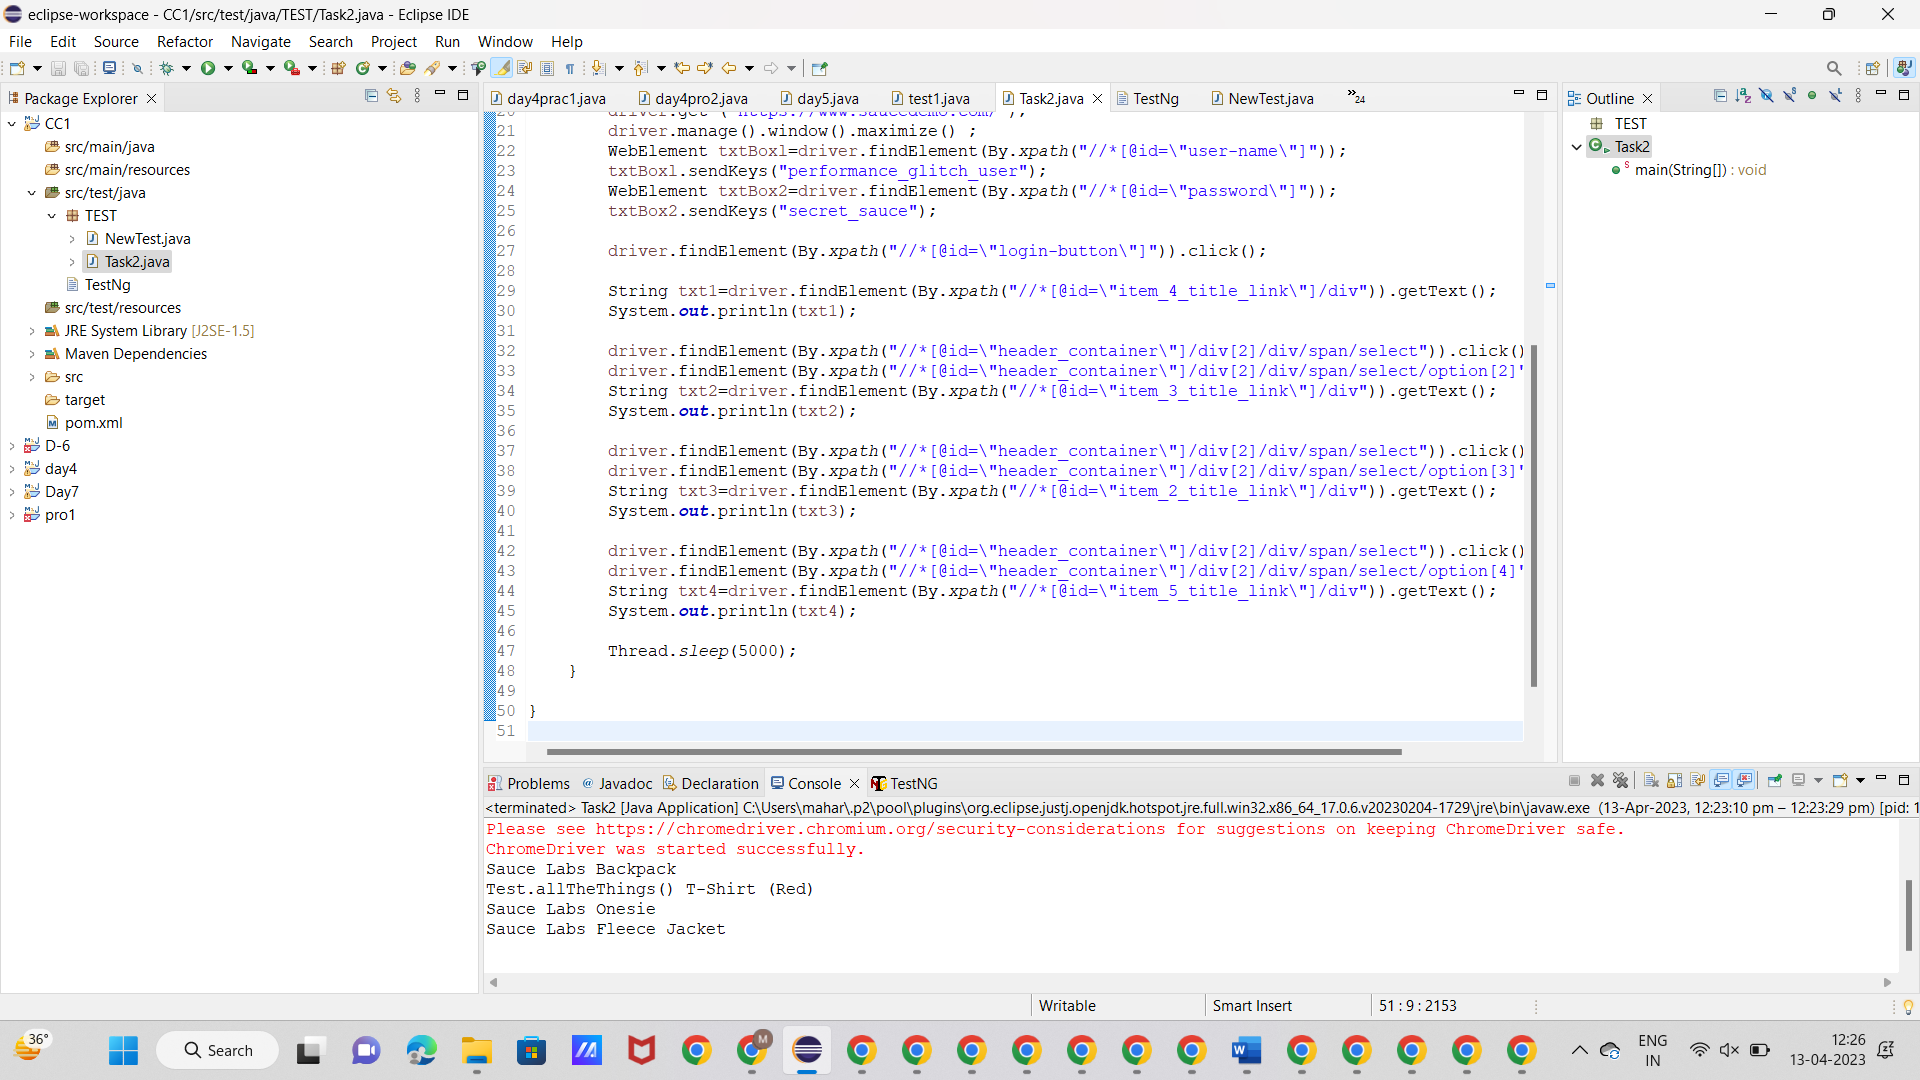 eclipse-workspace - CC1/src/test/java/TEST/Task2.java - Eclipse IDE
File Edit Source Refactor Navigate Search Project Run Window Help
Package Explorer
CC1
src/main/java
src/main/resources
src/test/java
TEST
NewTest.java
Task2.java
TestNg
src/test/resources
JRE System Library [J2SE-1.5]
Maven Dependencies
src
target
pom.xml
D-6
day4
Day7
pro1
day4prac1.java day4pro2.java day5.java test1.java Task2.java TestNg NewTest.java »24
20 driver.get ("https://www.saucedemo.com/");
21 driver.manage().window().maximize() ;
22 WebElement txtBox1=driver.findElement(By.xpath("//*[@id=\"user-name\"]"));
23 txtBox1.sendKeys("performance_glitch_user");
24 WebElement txtBox2=driver.findElement(By.xpath("//*[@id=\"password\"]"));
25 txtBox2.sendKeys("secret_sauce");
26
27 driver.findElement(By.xpath("//*[@id=\"login-button\"]")).click();
28
29 String txt1=driver.findElement(By.xpath("//*[@id=\"item_4_title_link\"]/div")).getText();
30 System.out.println(txt1);
31
32 driver.findElement(By.xpath("//*[@id=\"header_container\"]/div[2]/div/span/select")).click()
33 driver.findElement(By.xpath("//*[@id=\"header_container\"]/div[2]/div/span/select/option[2]"
34 String txt2=driver.findElement(By.xpath("//*[@id=\"item_3_title_link\"]/div")).getText();
35 System.out.println(txt2);
36
37 driver.findElement(By.xpath("//*[@id=\"header_container\"]/div[2]/div/span/select")).click()
38 driver.findElement(By.xpath("//*[@id=\"header_container\"]/div[2]/div/span/select/option[3]"
39 String txt3=driver.findElement(By.xpath("//*[@id=\"item_2_title_link\"]/div")).getText();
40 System.out.println(txt3);
41
42 driver.findElement(By.xpath("//*[@id=\"header_container\"]/div[2]/div/span/select")).click()
43 driver.findElement(By.xpath("//*[@id=\"header_container\"]/div[2]/div/span/select/option[4]"
44 String txt4=driver.findElement(By.xpath("//*[@id=\"item_5_title_link\"]/div")).getText();
45 System.out.println(txt4);
46
47 Thread.sleep(5000);
48 }
49
50 }
51
Outline
TEST
Task2
main(String[]) : void
Problems Javadoc Declaration Console TestNG
<terminated> Task2 [Java Application] C:\Users\mahar\.p2\pool\plugins\org.eclipse.justj.openjdk.hotspot.jre.full.win32.x86_64_17.0.6.v20230204-1729\jre\bin\javaw.exe (13-Apr-2023, 12:23:10 pm – 12:23:29 pm) [pid: 1
Please see https://chromedriver.chromium.org/security-considerations for suggestions on keeping ChromeDriver safe.
ChromeDriver was started successfully.
Sauce Labs Backpack
Test.allTheThings() T-Shirt (Red)
Sauce Labs Onesie
Sauce Labs Fleece Jacket
Writable Smart Insert 51 : 9 : 2153
36°
Search
M
ENG
IN
12:26
13-04-2023